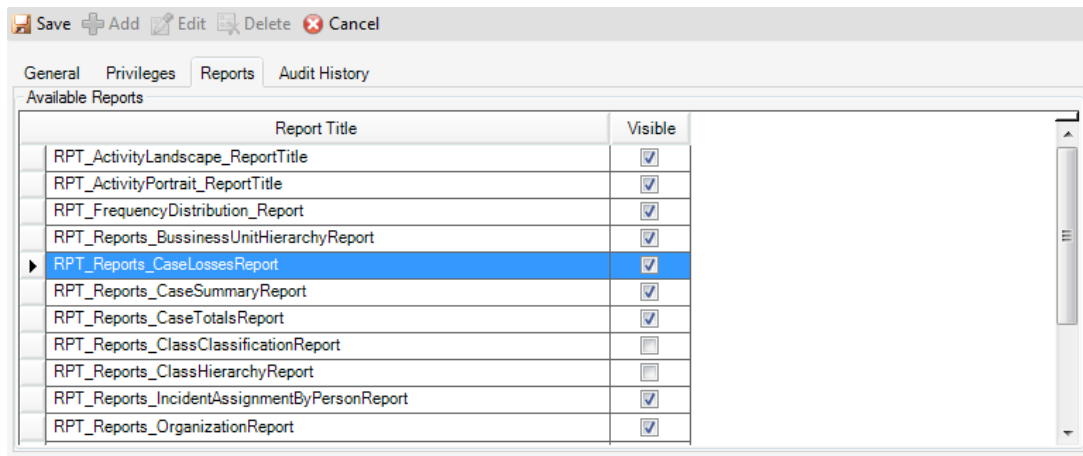 Save Add Edit Delete Cancel
General Privileges Reports Audit History
Available Reports
Report Title Visible
RPT_ActivityLandscape_ReportTitle
RPT_ActivityPortrait_ReportTitle
RPT_FrequencyDistribution_Report
RPT_Reports_BussinessUnitHierarchyReport
RPT_Reports_CaseLossesReport
RPT_Reports_CaseSummaryReport
RPT_Reports_CaseTotalsReport
RPT_Reports_ClassClassificationReport
RPT_Reports_ClassHierarchyReport
RPT_Reports_IncidentAssignmentByPersonReport
RPT_Reports_OrganizationReport